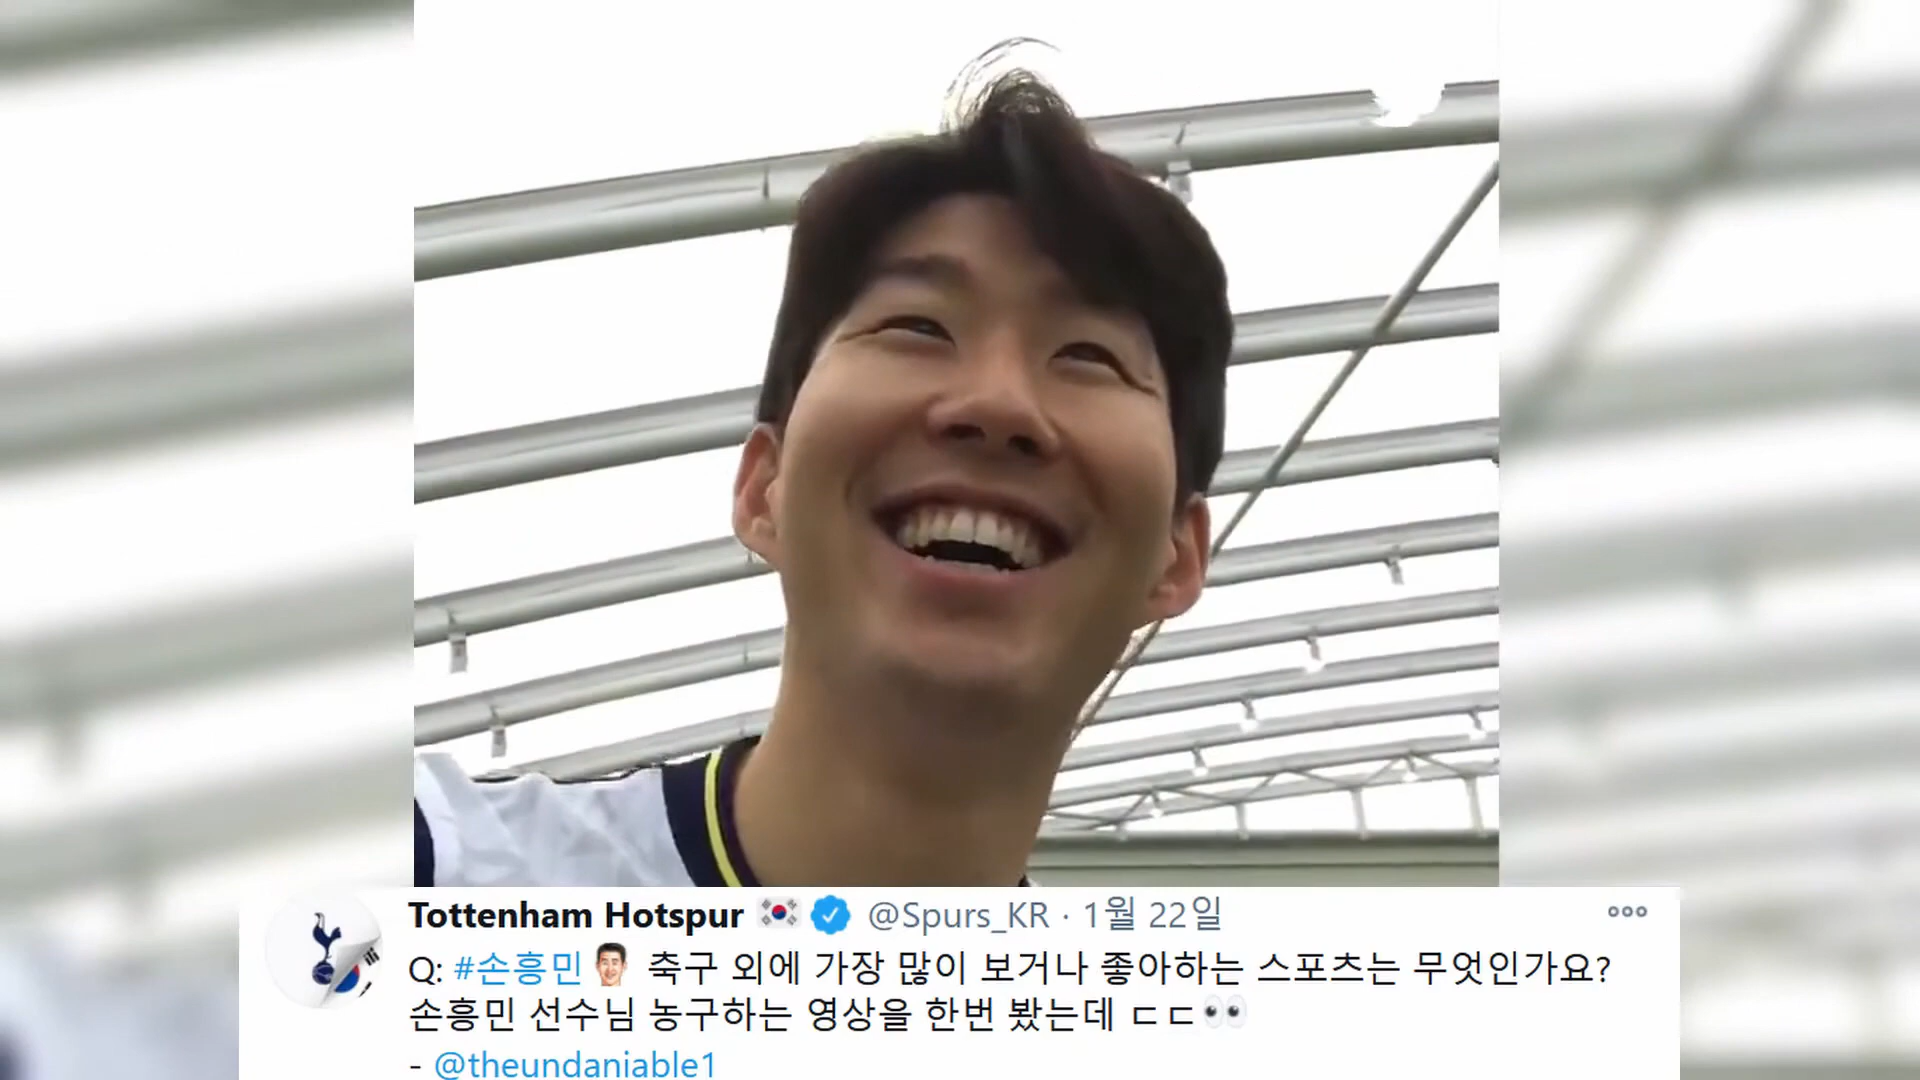 Tottenham Hotspur 🇰🇷 @Spurs_KR · 1월 22일
Q: #손흥민 축구 외에 가장 많이 보거나 좋아하는 스포츠는 무엇인가요?
손흥민 선수님 농구하는 영상을 한번 봤는데 ㄷㄷ👀
- @theundaniable1